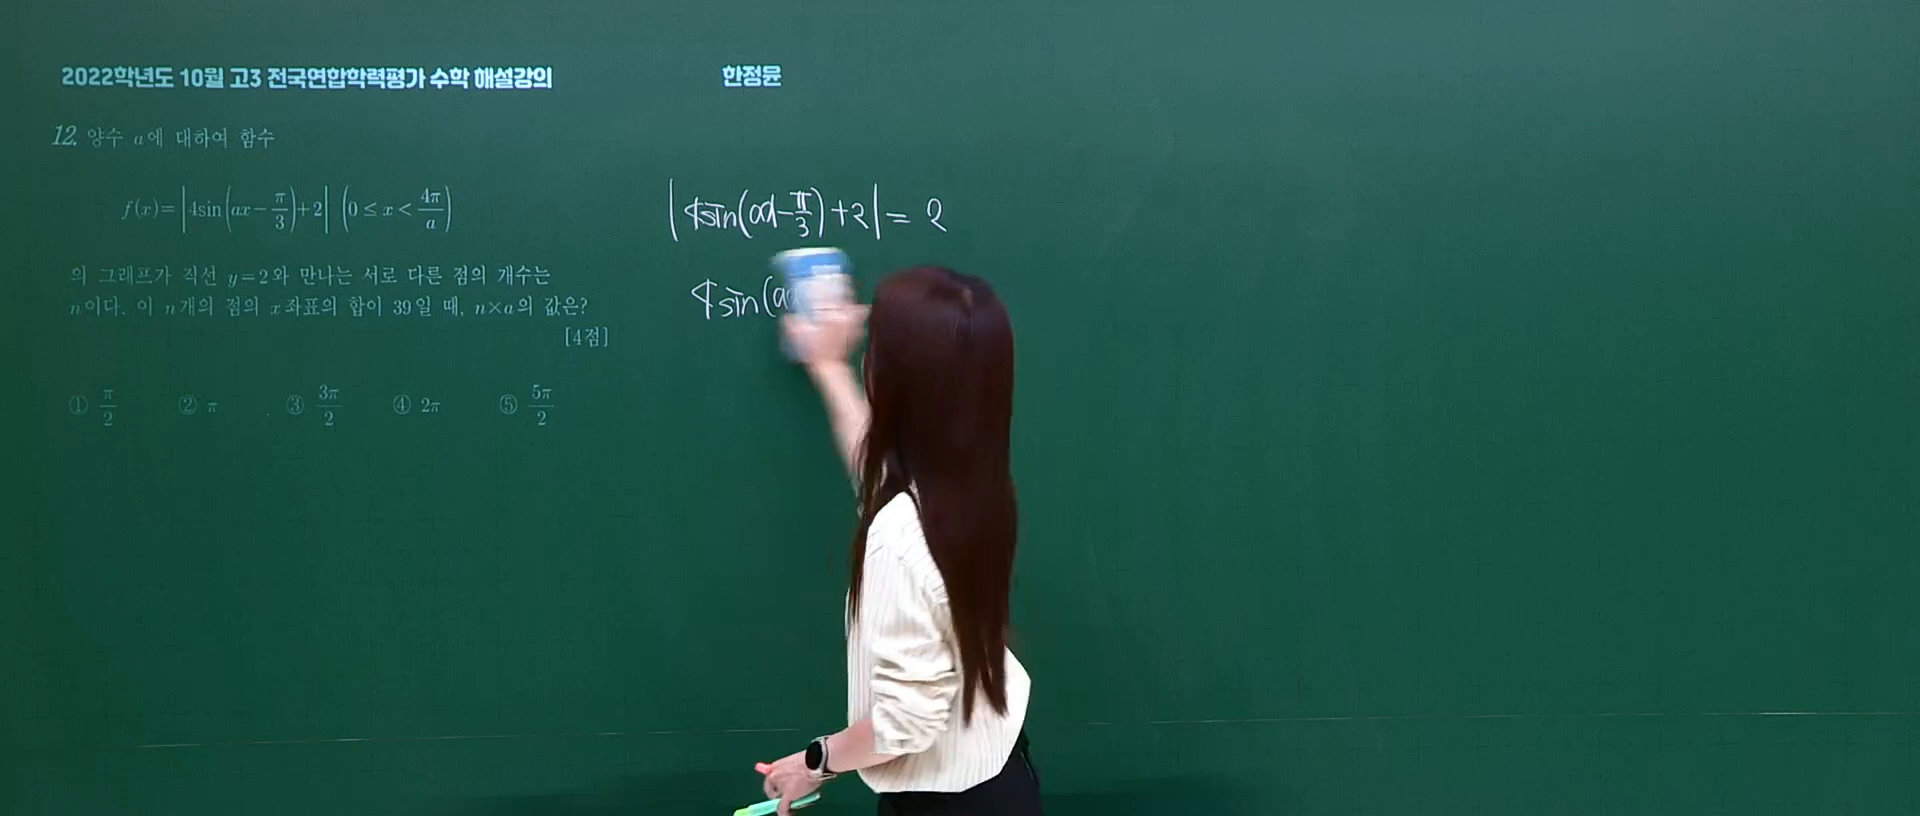 2022학년도 10월 고3 전국연합학력평가 수학 해설강의
한정윤
12. 양수 a에 대하여 함수
f(x)=|4sin(ax-π/3)+2| (0≤x<4π/a)
의 그래프가 직선 y=2와 만나는 서로 다른 점의 개수는
n이다. 이 n개의 점의 x좌표의 합이 39일 때, n×a의 값은?
[4점]
① π/2 ② π ③ 3π/2 ④ 2π ⑤ 5π/2
|4sin(ax-π/3)+2|=2
4sin(a